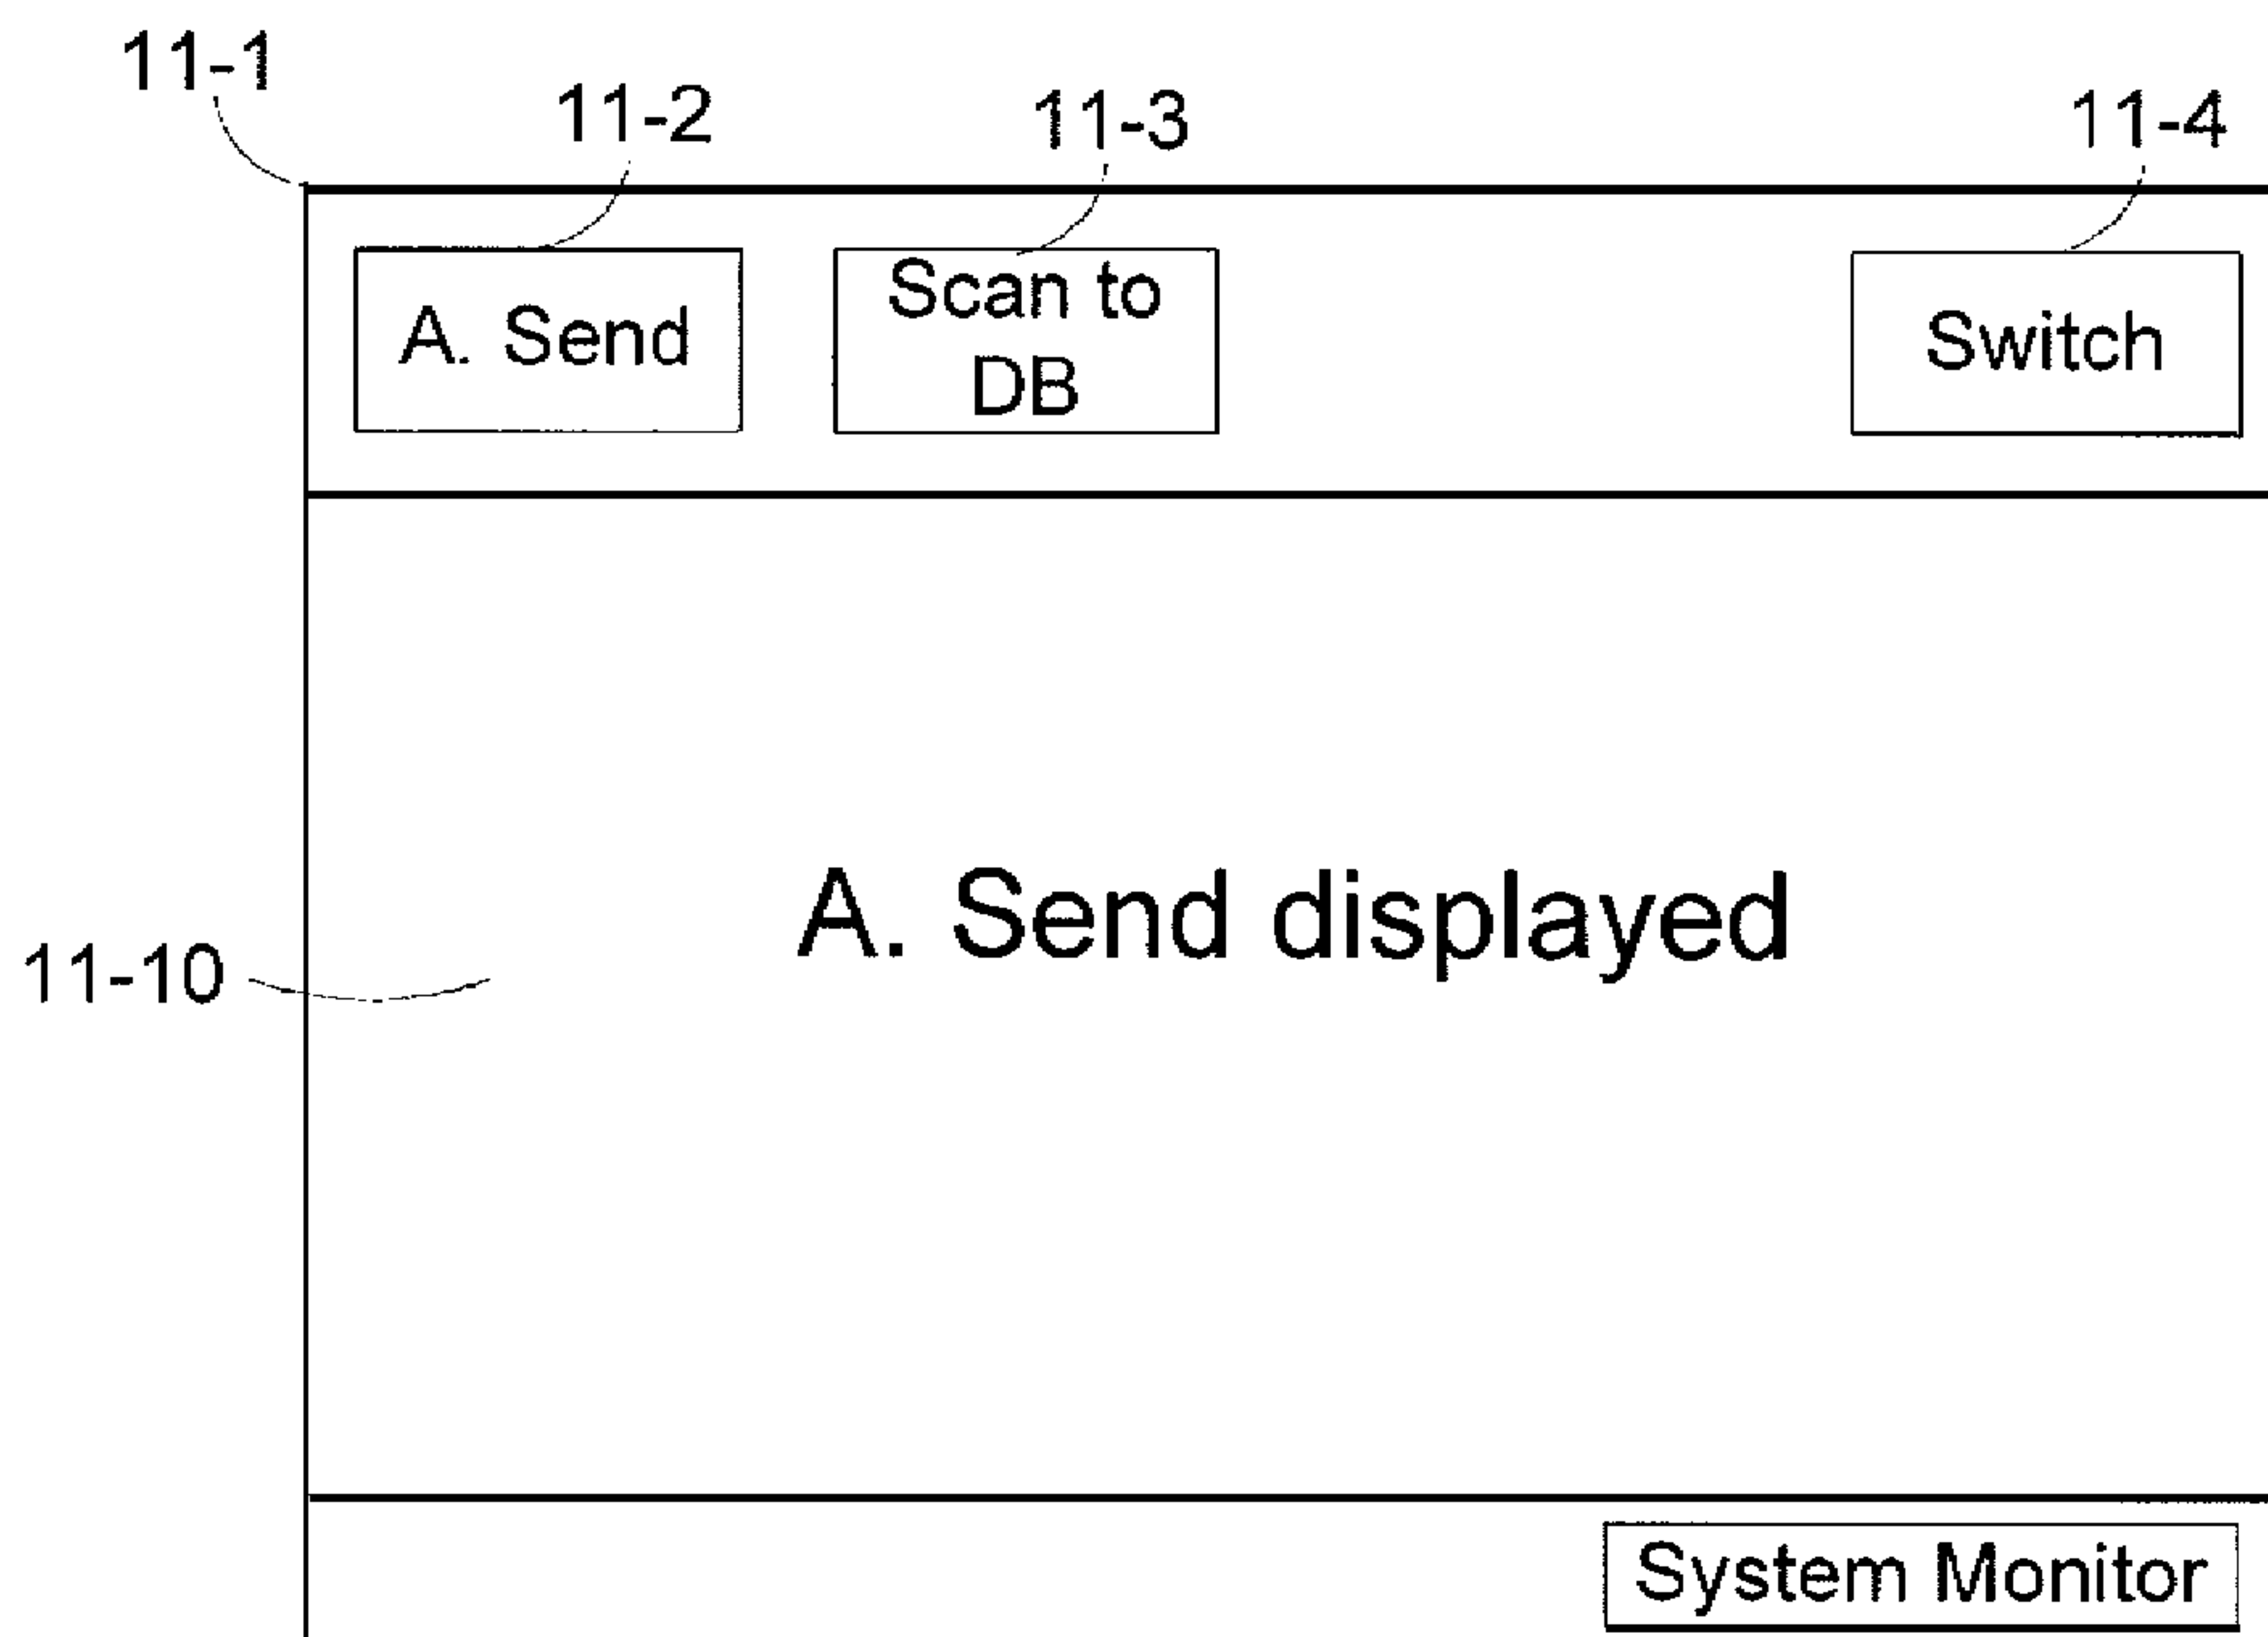 11-1
11-2
11-3
11-4
A. Send
Scan to
DB
Switch
A. Send displayed
11-10
System Monitor